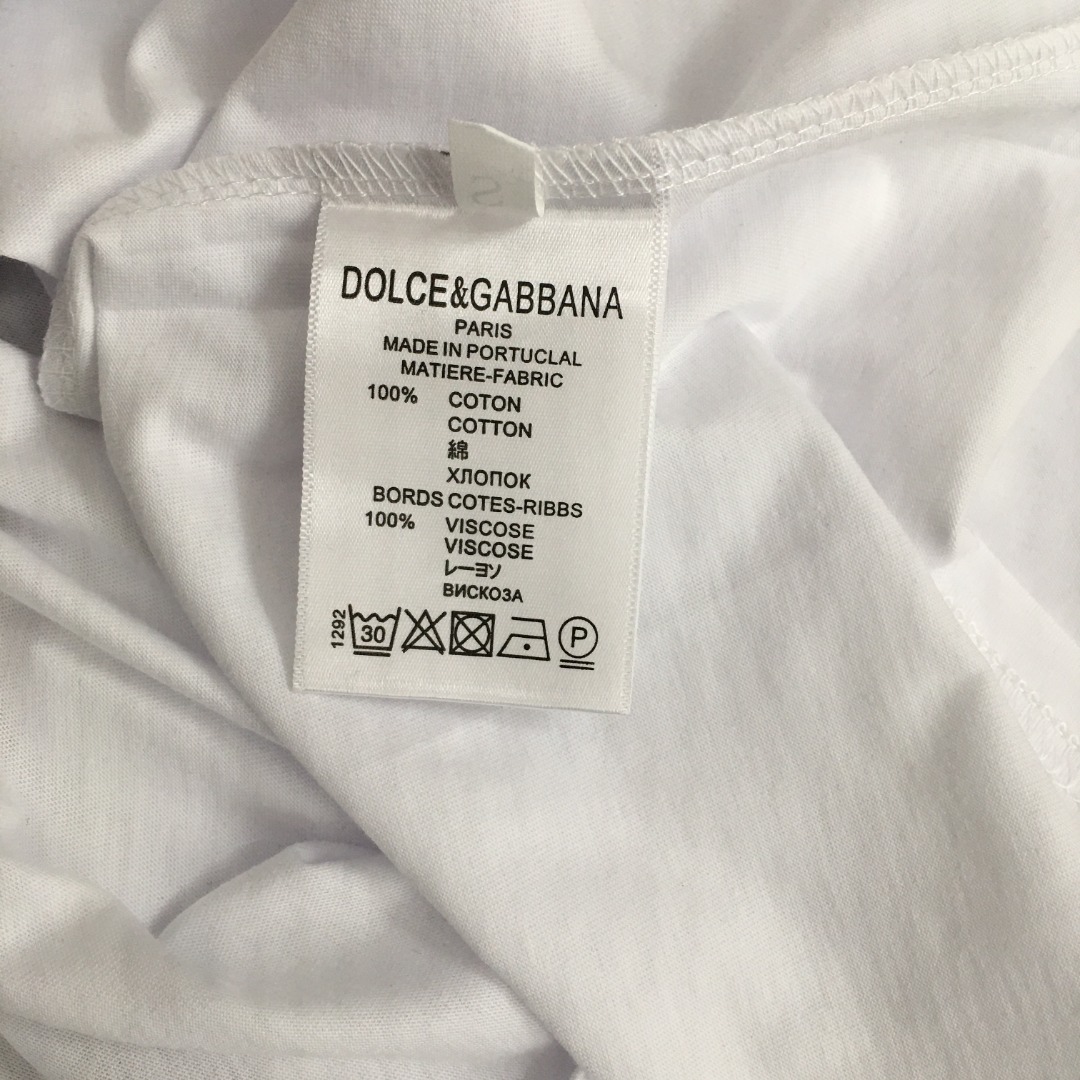 S
DOLCE&GABBANA
PARIS
MADE IN PORTUCLAL
MATIERE-FABRIC
100% COTON
COTTON
綿
ХЛОПОК
BORDS COTES-RIBBS
100% VISCOSE
VISCOSE
レーヨソ
ВИСКОЗА
1292 30 P